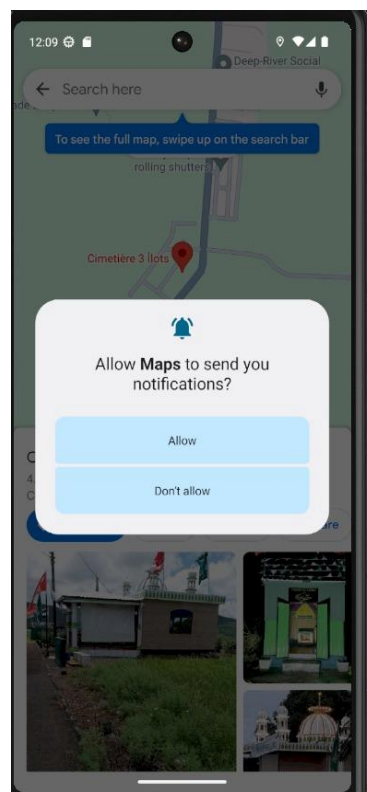 12:09
Deep-River Social
Search here
To see the full map, swipe up on the search bar
rolling shutters
Cimetière 3 Îlots
Allow Maps to send you
notifications?
Allow
Don't allow